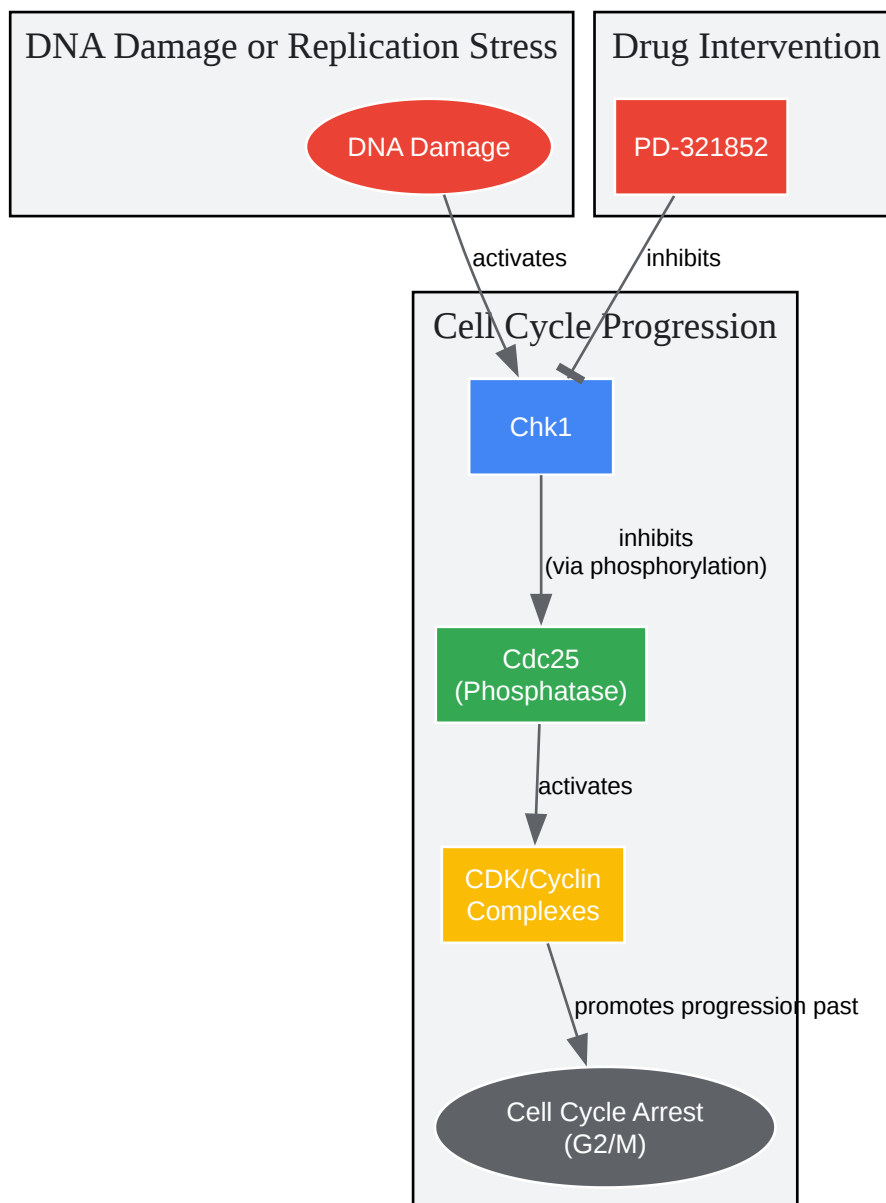 DNA Damage or Replication Stress
Drug Intervention
DNA Damage
PD-321852
activates
inhibits
Cell Cycle Progression
Chk1
inhibits
(via phosphorylation)
Cdc25
(Phosphatase)
activates
CDK/Cyclin
Complexes
promotes progression past
Cell Cycle Arrest
(G2/M)